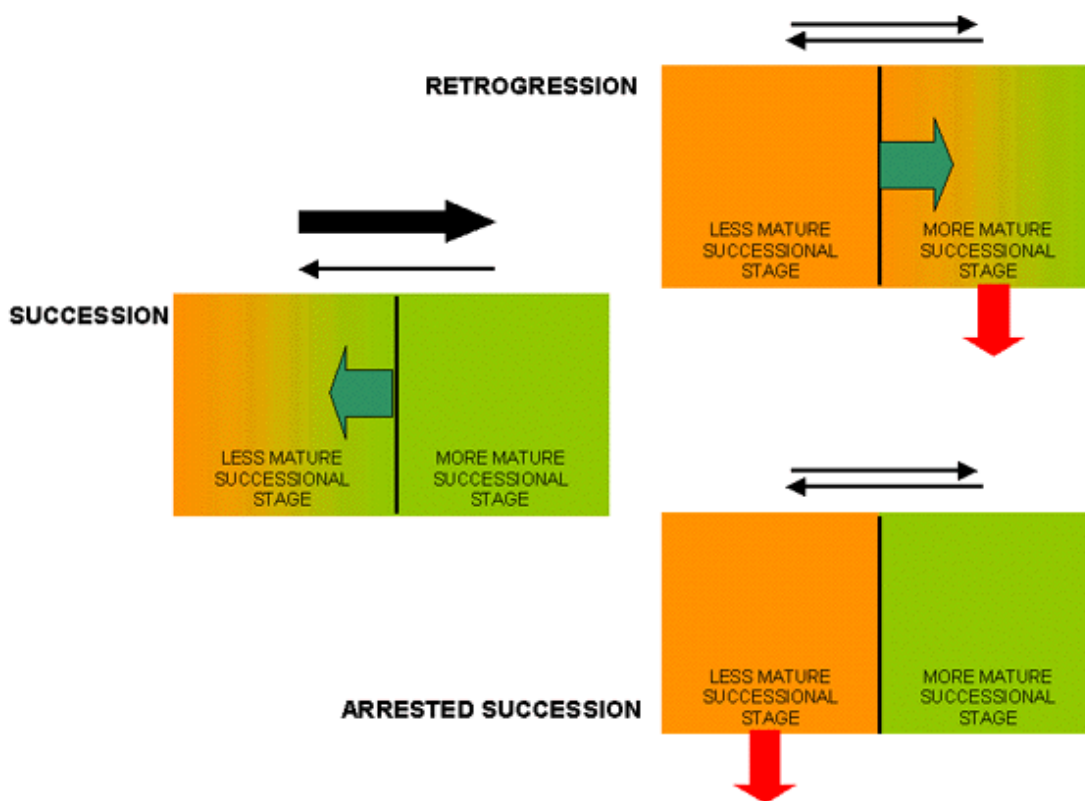 RETROGRESSION
LESS MATURE
SUCCESSIONAL
STAGE
MORE MATURE
SUCCESSIONAL
STAGE
SUCCESSION
LESS MATURE
SUCCESSIONAL
STAGE
MORE MATURE
SUCCESSIONAL
STAGE
ARRESTED SUCCESSION
LESS MATURE
SUCCESSIONAL
STAGE
MORE MATURE
SUCCESSIONAL
STAGE